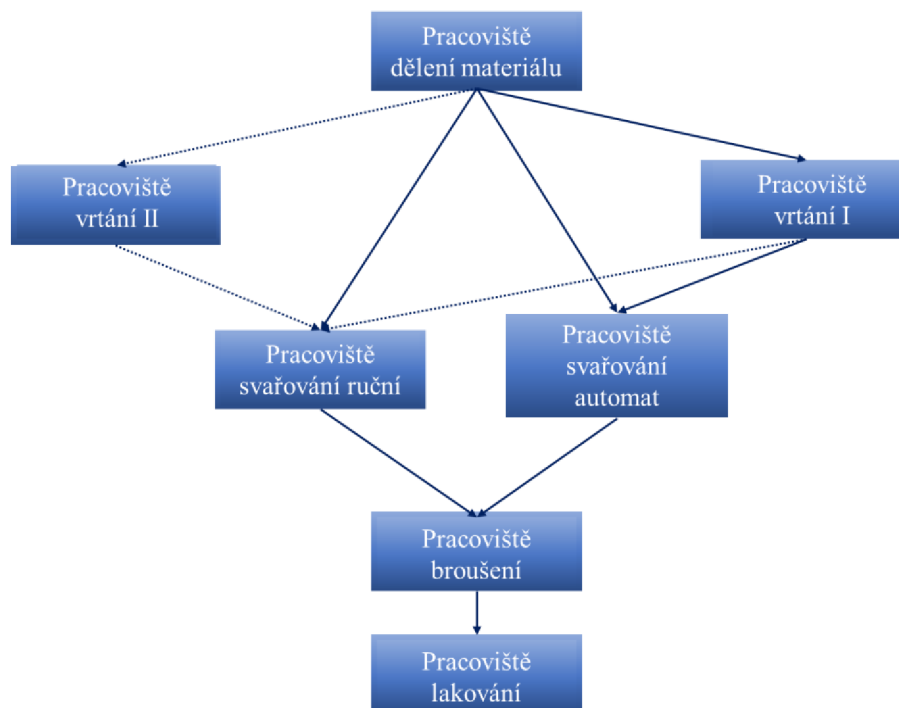 Pracoviště
dělení materiálu
Pracoviště
vrtání II
Pracoviště
vrtání I
Pracoviště
svařování ruční
Pracoviště
svařování
automat
Pracoviště
broušení
Pracoviště
lakování